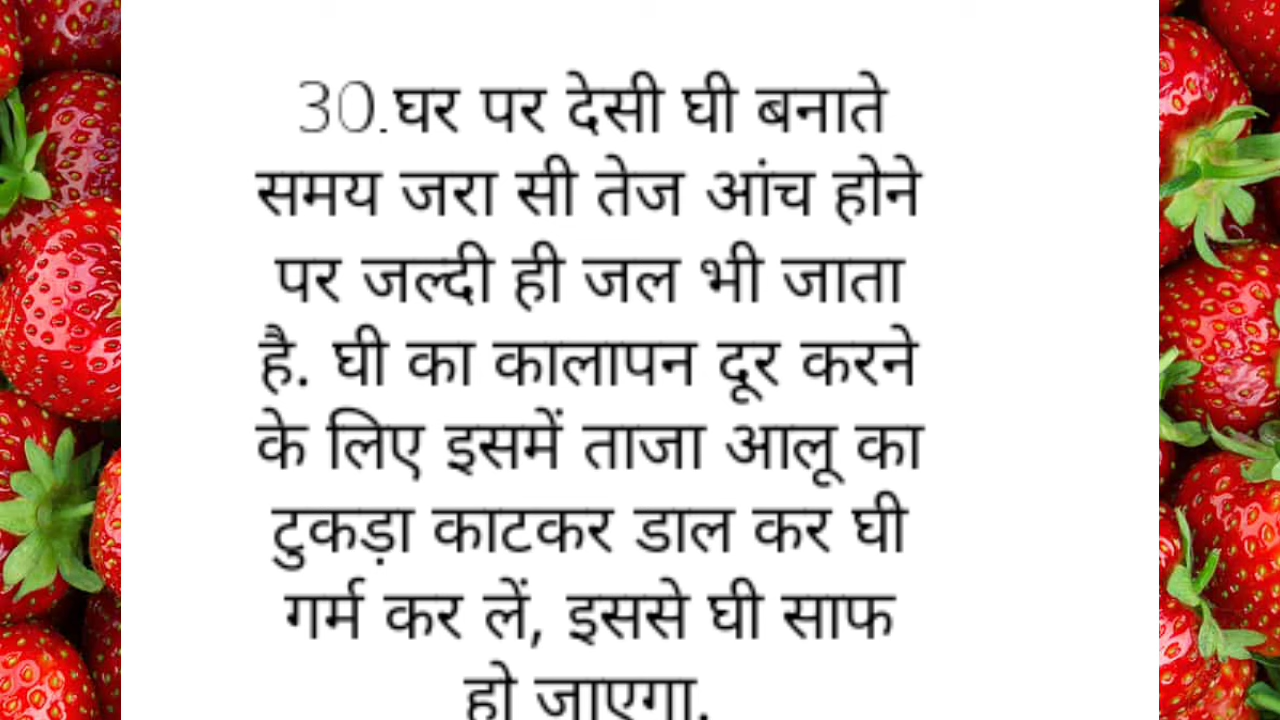 30.घर पर देसी घी बनाते
समय जरा सी तेज आंच होने
पर जल्दी ही जल भी जाता
है. घी का कालापन दूर करने
के लिए इसमें ताजा आलू का
टुकड़ा काटकर डाल कर घी
गर्म कर लें, इससे घी साफ
हो जाएगा.